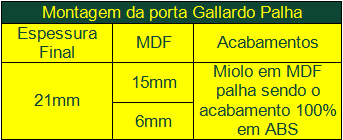 Montagem da porta Gallardo Palha
Espessura
Final
MDF
Acabamentos
21mm
15mm
6mm
Miolo em MDF
palha sendo o
acabamento 100%
em ABS